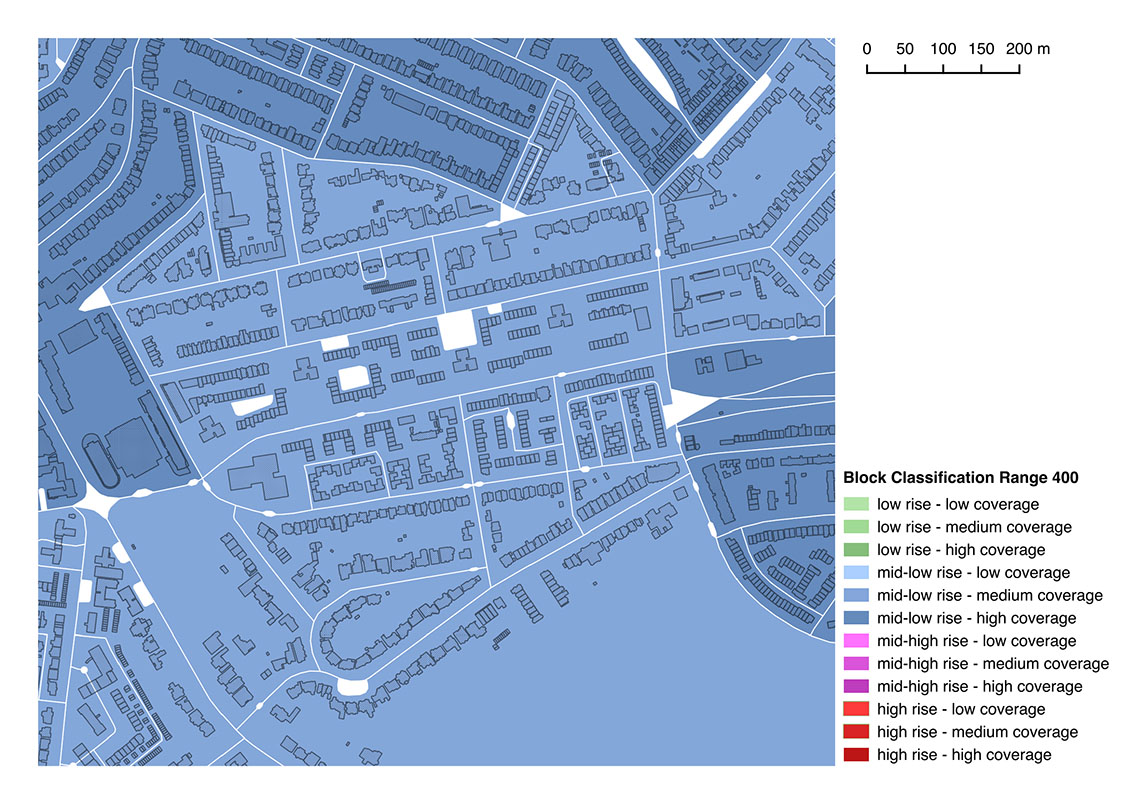 0 50 100 150 200 m
Block Classification Range 400
low rise - low coverage
low rise - medium coverage
low rise - high coverage
mid-low rise - low coverage
mid-low rise - medium coverage
mid-low rise - high coverage
mid-high rise - low coverage
mid-high rise - medium coverage
mid-high rise - high coverage
high rise - low coverage
high rise - medium coverage
high rise - high coverage